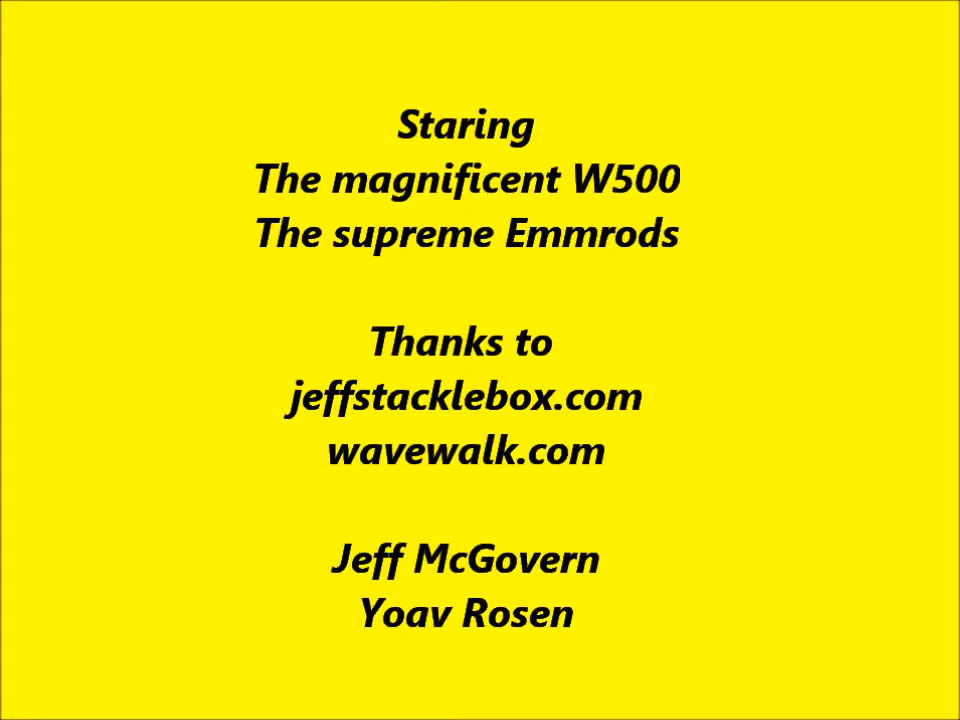 Staring
The magnificent W500
The supreme Emmrods
Thanks to
jeffstacklebox.com
wavewalk.com
Jeff McGovern
Yoav Rosen